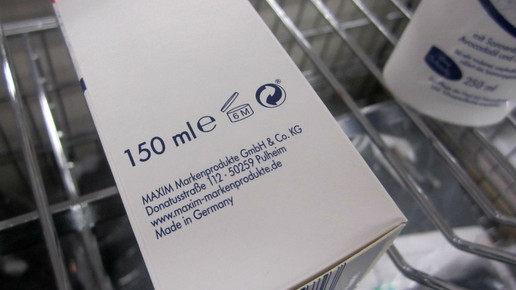 150 ml e
6 M
MAXIM Markenprodukte GmbH & Co. KG
Donatusstraße 112 - 50259 Pulheim
www.maxim-markenprodukte.de
Made in Germany
250 ml